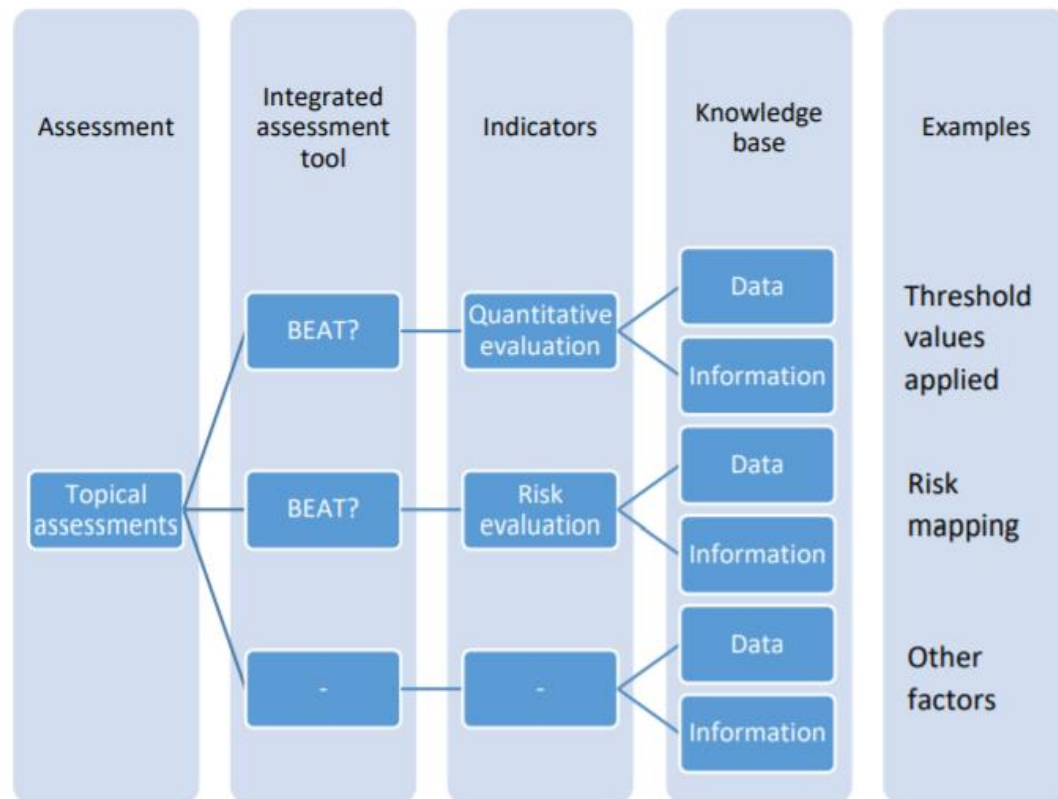 Assessment
Integrated
assessment
tool
Indicators
Knowledge
base
Examples
Topical
assessments
BEAT?
Quantitative
evaluation
Data
Information
Threshold
values
applied
BEAT?
Risk
evaluation
Data
Information
Risk
mapping
-
-
Data
Information
Other
factors